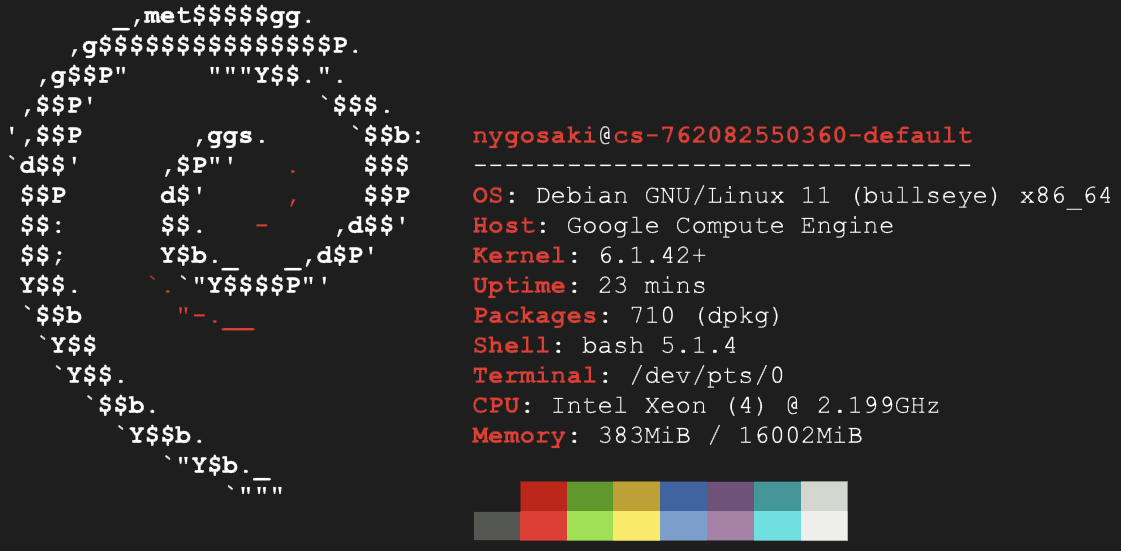 _,met$$$$$gg.
    ,g$$$$$$$$$$$$$$$P.
  ,g$$P"     """Y$$.".
 ,$$P'              `$$$.
',$$P       ,ggs.     `$$b:   nygosaki@cs-762082550360-default
`d$$'     ,$P"'   .    $$$    --------------------------------
 $$P      d$'     ,    $$P    OS: Debian GNU/Linux 11 (bullseye) x86_64
 $$:      $$.   -    ,d$$'    Host: Google Compute Engine
 $$;      Y$b._   _,d$P'      Kernel: 6.1.42+
 Y$$.    `.`"Y$$$$P"'         Uptime: 23 mins
 `$$b      "-.__              Packages: 710 (dpkg)
  `Y$$                        Shell: bash 5.1.4
   `Y$$.                      Terminal: /dev/pts/0
     `$$b.                    CPU: Intel Xeon (4) @ 2.199GHz
       `Y$$b.                 Memory: 383MiB / 16002MiB
          `"Y$b._
              `"""